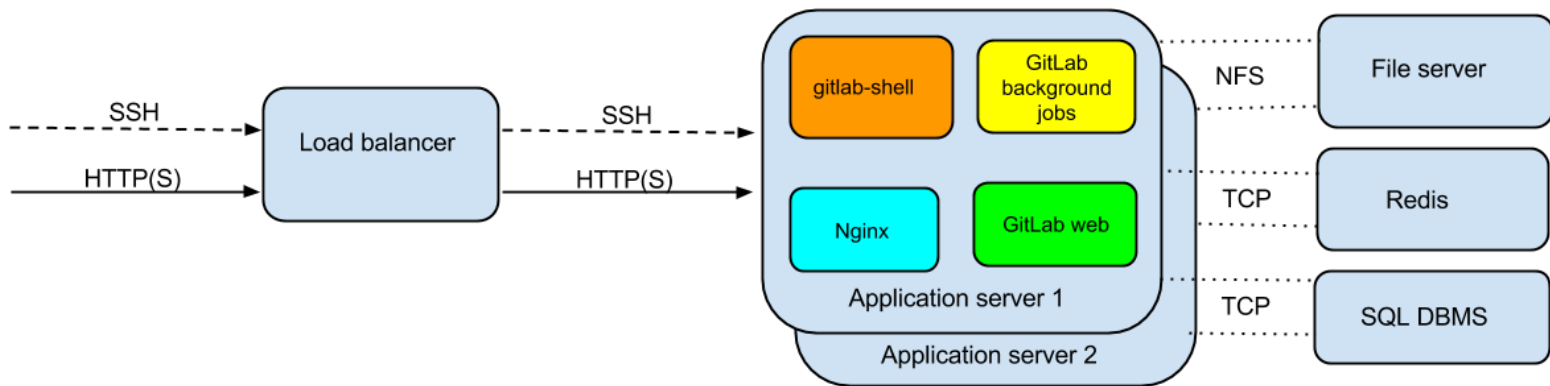 SSH
HTTP(S)
Load balancer
SSH
HTTP(S)
gitlab-shell
GitLab
background
jobs
Nginx
GitLab web
Application server 1
Application server 2
NFS
File server
TCP
Redis
TCP
SQL DBMS